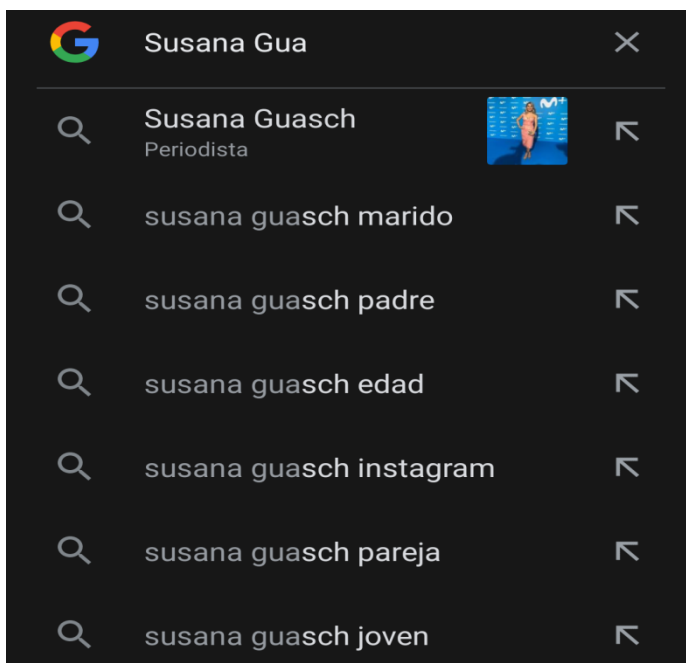 Susana Gua
Susana Guasch
Periodista
susana guasch marido
susana guasch padre
susana guasch edad
susana guasch instagram
susana guasch pareja
susana guasch joven